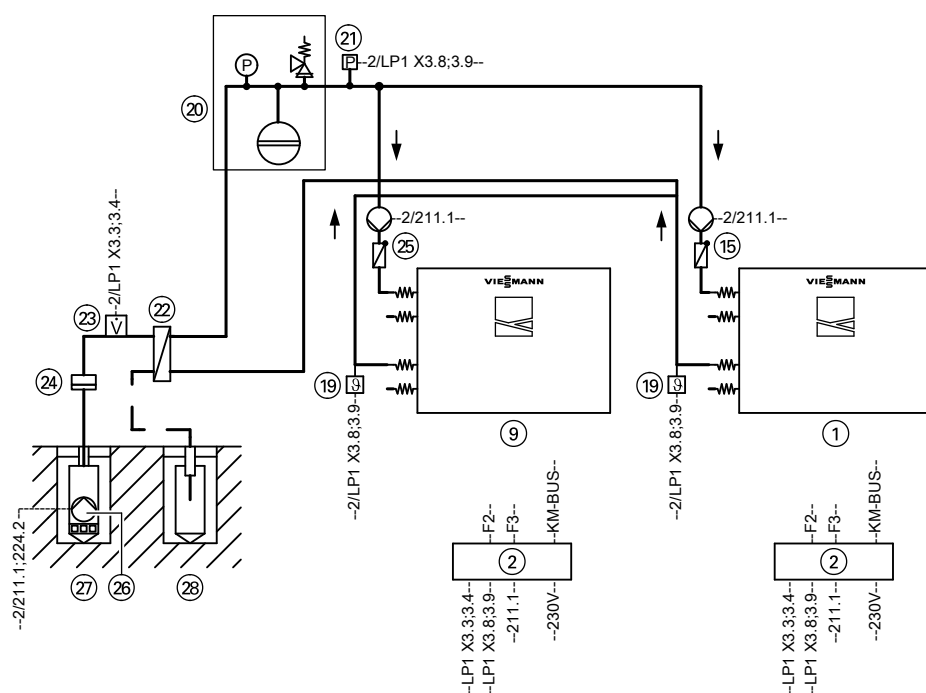 21
P
P
--2/LP1 X3.8;3.9--
20
--2/LP1 X3.3;3.4--
--2/211.1--
--2/211.1--
25
15
VIESMANN
VIESMANN
23
V
22
24
19
ϑ
19
ϑ
--2/LP1 X3.8;3.9--
--2/LP1 X3.8;3.9--
9
1
--2/211.1;224.2
27
26
28
--F2--
--F3--
--KM-BUS--
--F2--
--F3--
--KM-BUS--
2
2
--LP1 X3.3;3.4--
--LP1 X3.8;3.9--
--211.1--
--230V--
--LP1 X3.3;3.4--
--LP1 X3.8;3.9--
--211.1--
--230V--